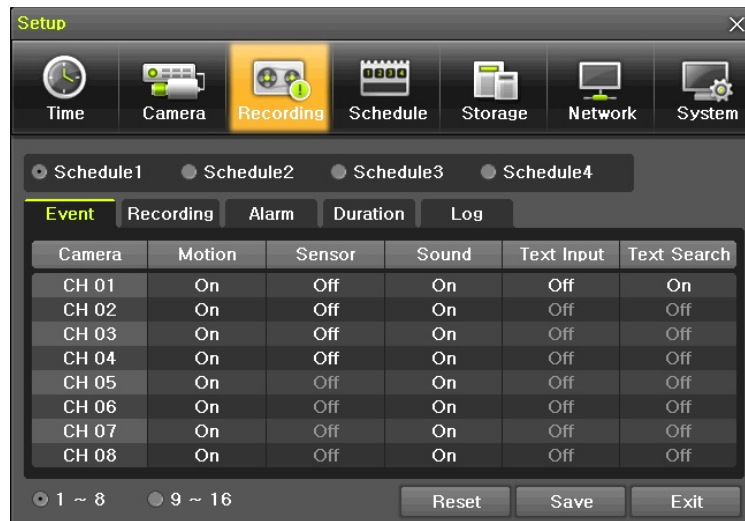 Setup
Time Camera Recording Schedule Storage Network System
Schedule1 Schedule2 Schedule3 Schedule4
Event Recording Alarm Duration Log
Camera Motion Sensor Sound Text Input Text Search
CH 01 On Off On Off On
CH 02 On Off On Off Off
CH 03 On Off On Off Off
CH 04 On Off On Off Off
CH 05 On Off On Off Off
CH 06 On Off On Off Off
CH 07 On Off On Off Off
CH 08 On Off On Off Off
1 ~ 8 9 ~ 16 Reset Save Exit